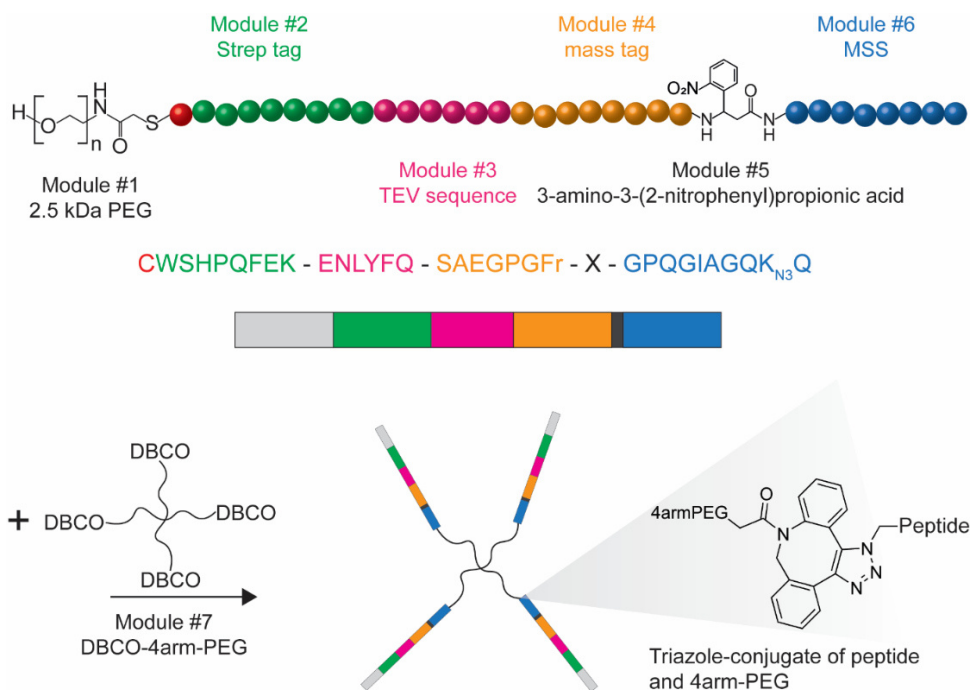 Module #2
Strep tag
Module #4
mass tag
Module #6
MSS
H
O
n
H
N
O
S
O₂N
N
H
O
N
H
Module #1
2.5 kDa PEG
Module #3
TEV sequence
Module #5
3-amino-3-(2-nitrophenyl)propionic acid
CWSHPQFEK - ENLYFQ - SAEGPGFr - X - GPQGIAGQK_N3Q
+
DBCO
DBCO
DBCO
DBCO
Module #7
DBCO-4arm-PEG
4armPEG
O
N
Peptide
N
N
N
Triazole-conjugate of peptide
and 4arm-PEG